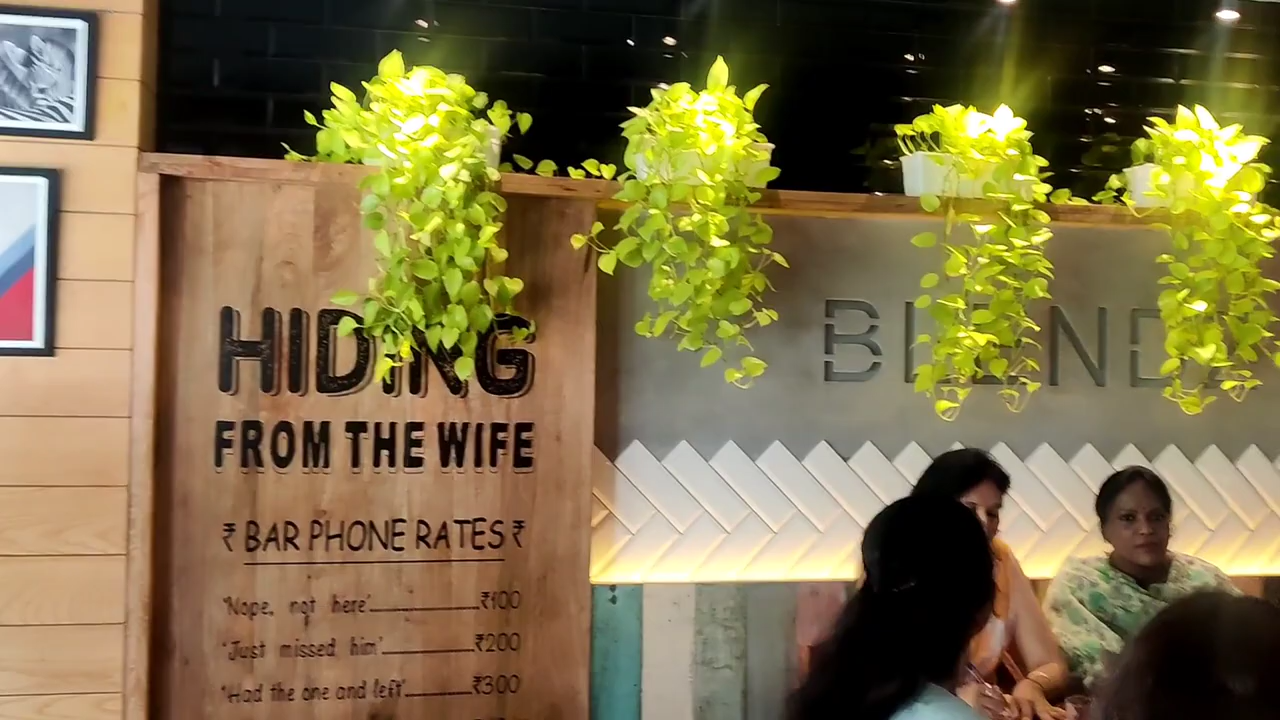 HIDING
FROM THE WIFE
₹ BAR PHONE RATES ₹
'Nope, not here'..........₹100
'Just missed him'..........₹200
'Had the one and left'..........₹300